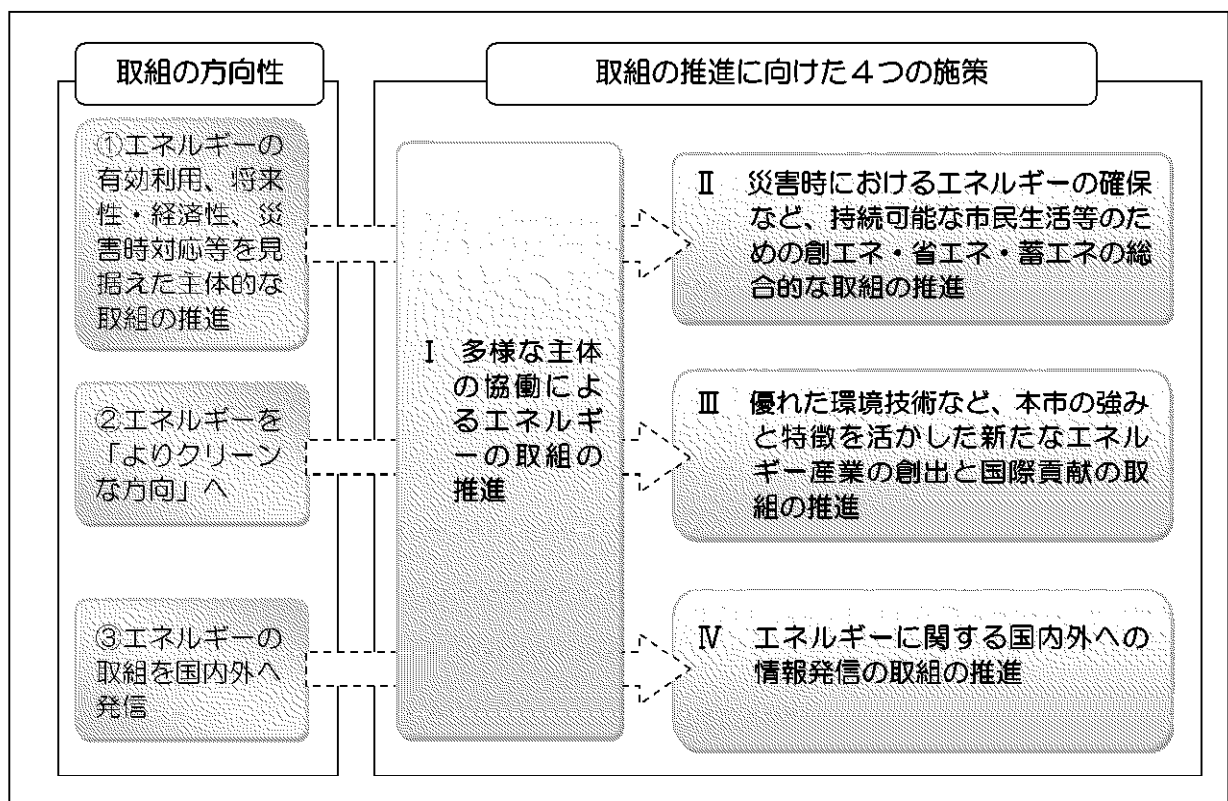 取組の方向性
①エネルギーの
有効利用、将来
性・経済性、災
害時対応等を見
据えた主体的な
取組の推進
②エネルギーを
「よりクリーン
な方向」へ
③エネルギーの
取組を国内外へ
発信
取組の推進に向けた4つの施策
Ⅰ 多様な主体
の協働によ
るエネルギ
ーの取組の
推進
Ⅱ 災害時におけるエネルギーの確保
など、持続可能な市民生活等のた
めの創エネ・省エネ・蓄エネの総
合的な取組の推進
Ⅲ 優れた環境技術など、本市の強み
と特徴を活かした新たなエネル
ギー産業の創出と国際貢献の取
組の推進
Ⅳ エネルギーに関する国内外への
情報発信の取組の推進